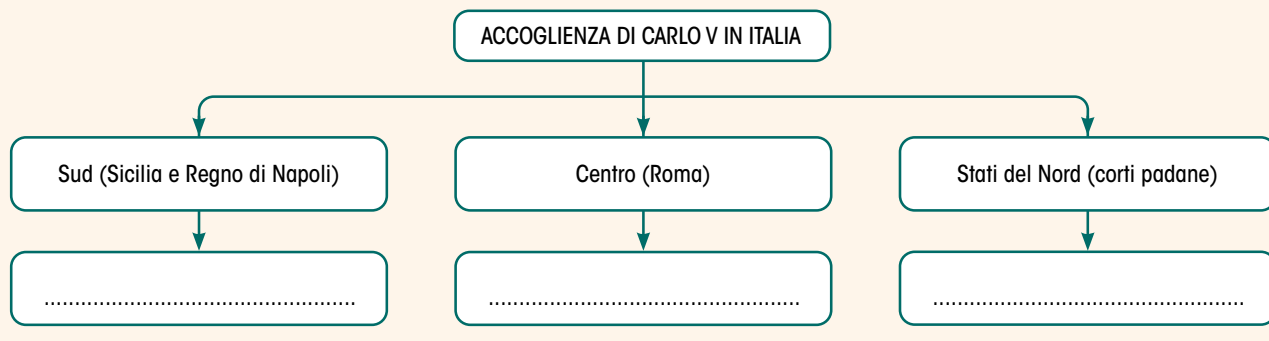 ACCOGLIENZA DI CARLO V IN ITALIA
Sud (Sicilia e Regno di Napoli)
Centro (Roma)
Stati del Nord (corti padane)
...................................................
...................................................
...................................................